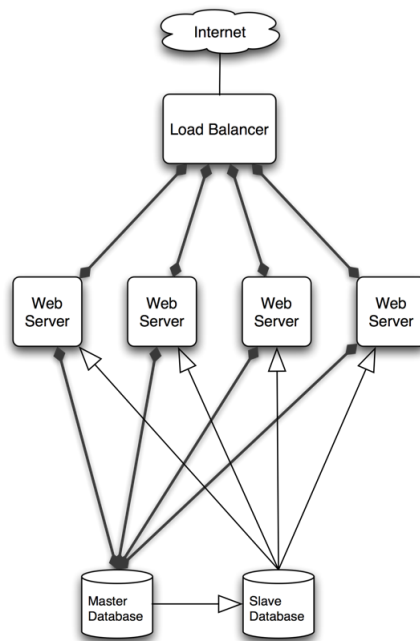 Internet
Load Balancer
Web
Server
Web
Server
Web
Server
Web
Server
Master
Database
Slave
Database